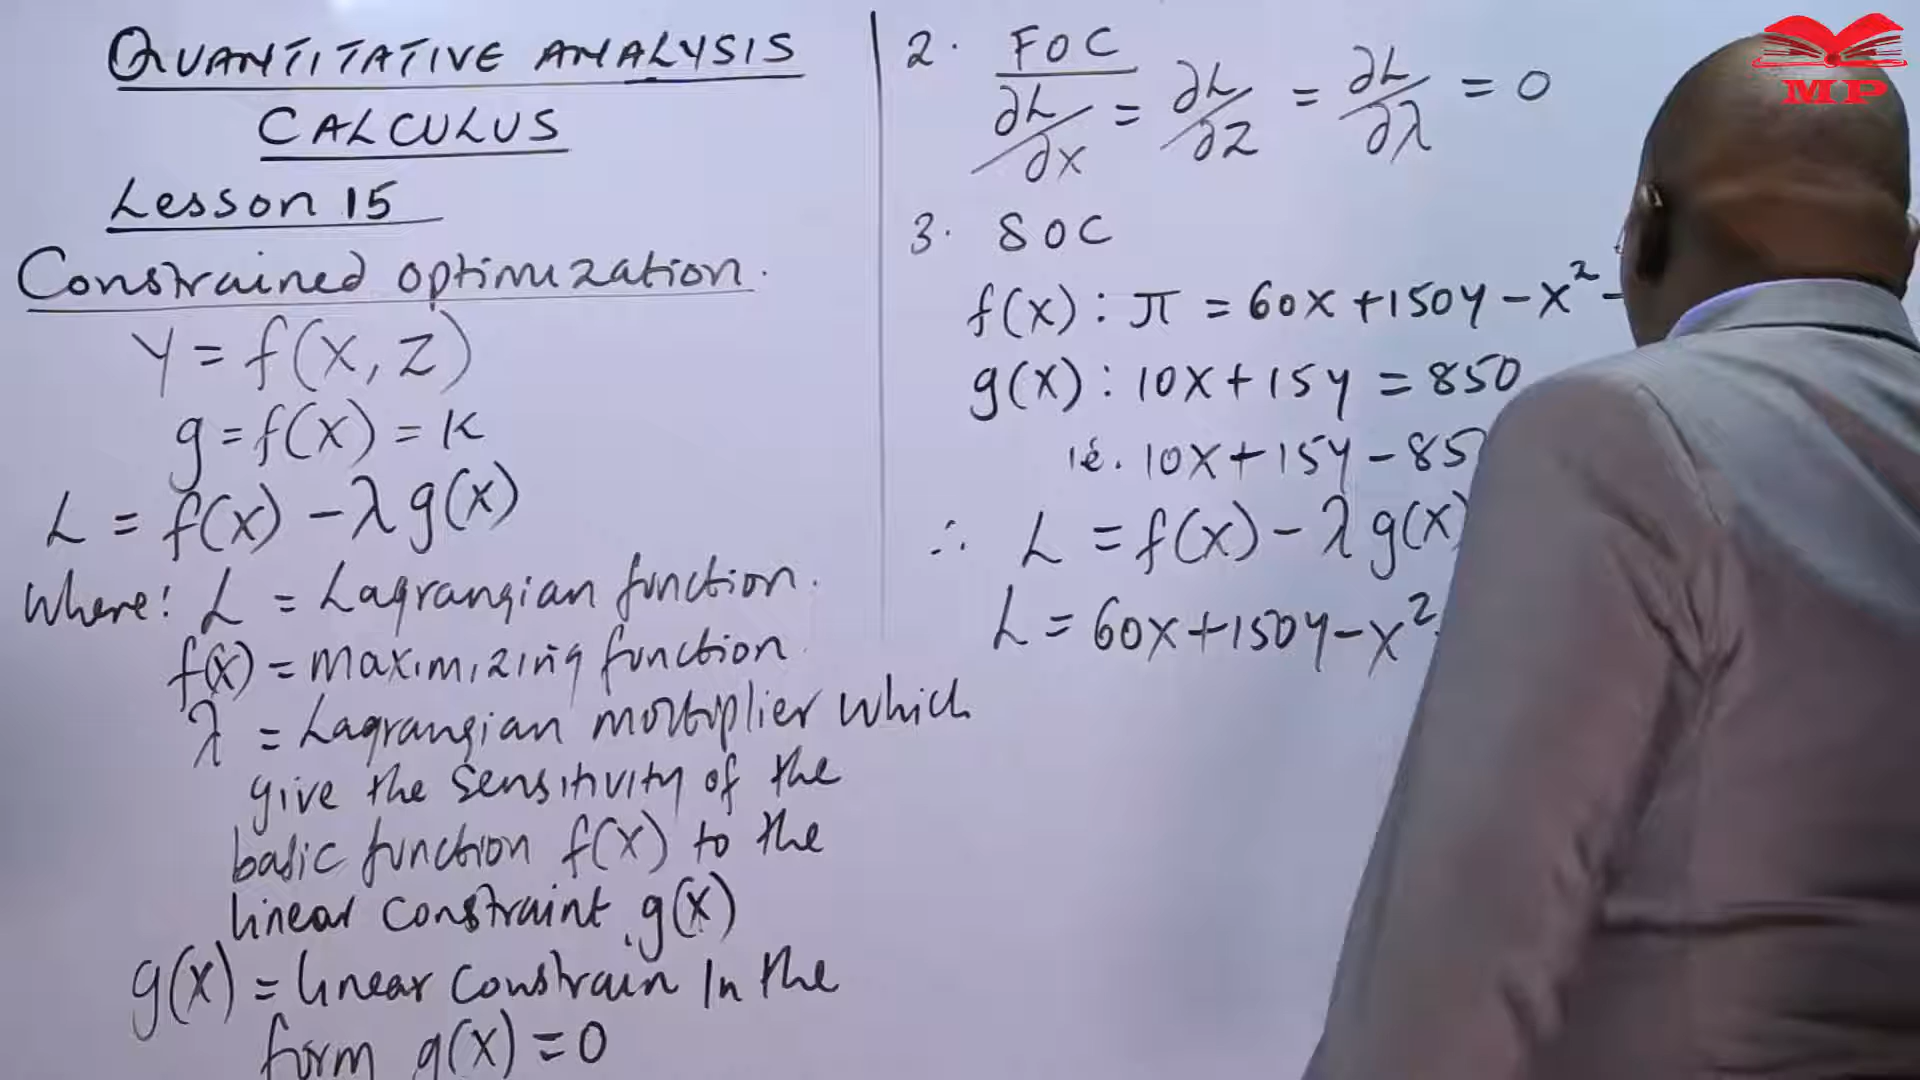 QUANTITATIVE ANALYSIS
CALCULUS
Lesson 15
Constrained optimization.
Y = f(X, Z)
g = f(X) = K
L = f(x) - λ g(x)
Where: L = Lagrangian function.
f(x) = maximizing function.
λ = Lagrangian multiplier which
give the sensitivity of the
basic function f(x) to the
linear constraint g(x)
g(x) = linear constrain in the
form g(x) = 0
2. FOC
∂L/∂X = ∂L/∂Z = ∂L/∂λ = 0
3. SOC
f(x) : π = 60X + 150Y - X² -
g(x) : 10X + 15Y = 850
ie. 10X + 15Y - 85
∴ L = f(x) - λ g(x)
L = 60X + 150Y - X²
MP